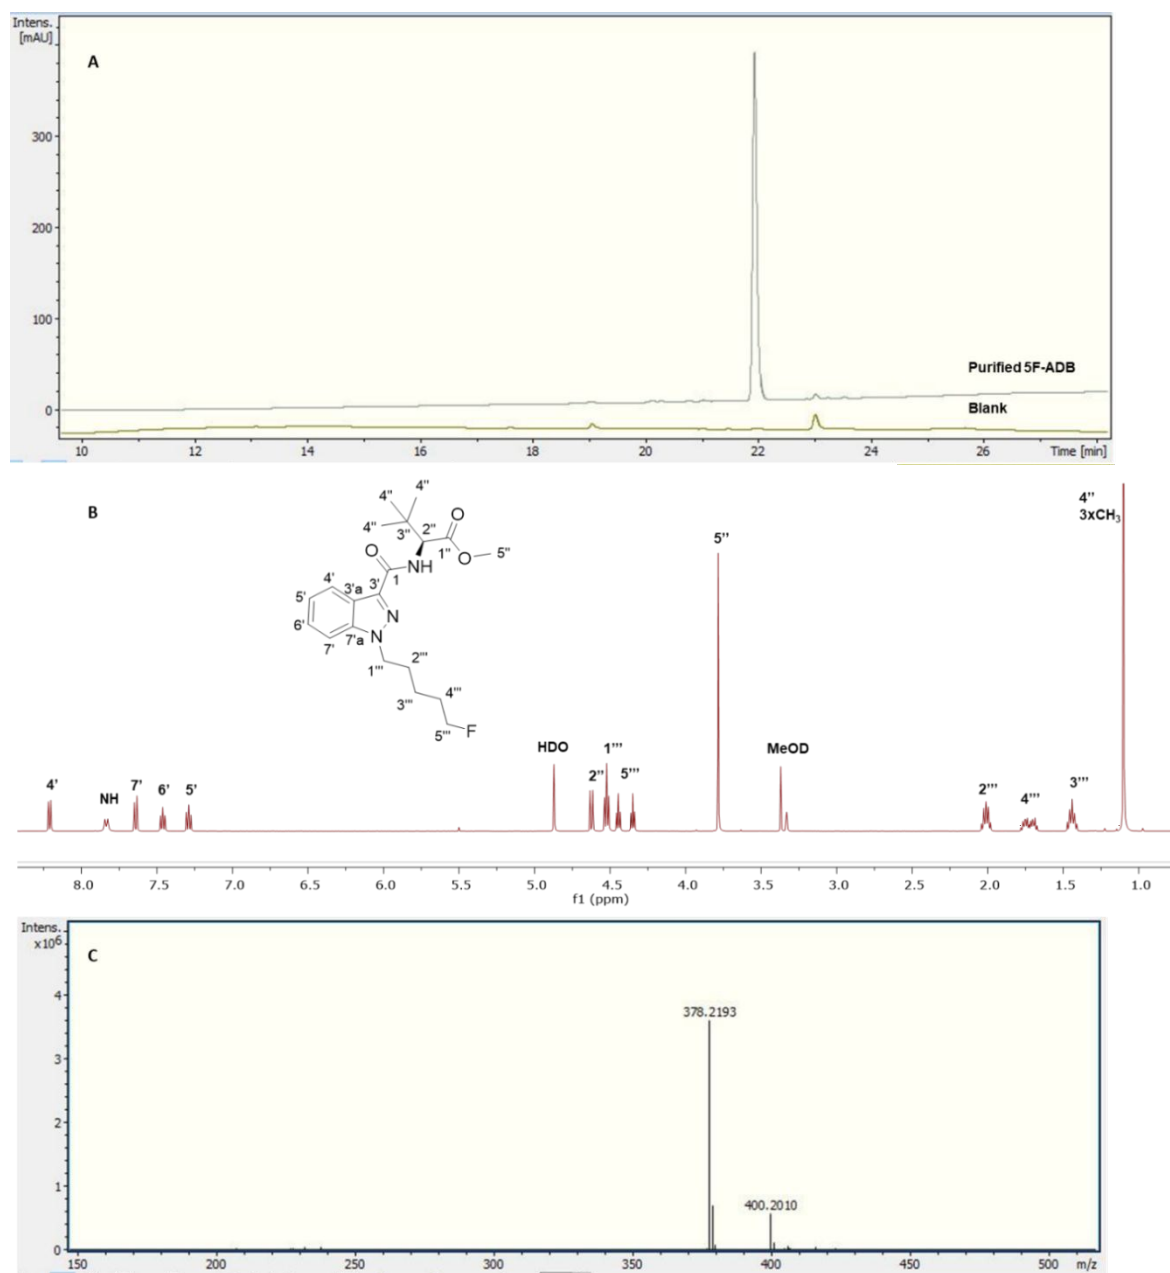 Intens.
[mAU]
A
300
200
100
0
Purified 5F-ADB
Blank
10 12 14 16 18 20 22 24 26 Time [min]
B
4'' 4''
4'' 3'' 2'' O
1'' O 5''
O NH
4' 3'a 3' 1
5' N
6' 7'a N
7' 1''' 2'''
3''' 4'''
5''' F
4''
3xCH3
5''
HDO 1''' MeOD
4' NH 7' 6' 5' 2'' 5''' 2''' 4''' 3'''
8.0 7.5 7.0 6.5 6.0 5.5 5.0 4.5 4.0 3.5 3.0 2.5 2.0 1.5 1.0
f1 (ppm)
Intens.
x106
C
4
3
2
1
0
378.2193
400.2010
150 200 250 300 350 400 450 500 m/z